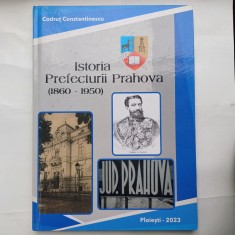 Codruț Constantinescu
Istoria
Prefecturii Prahova
(1860 - 1950)
JUD PRAHOVA
Ploiești - 2023